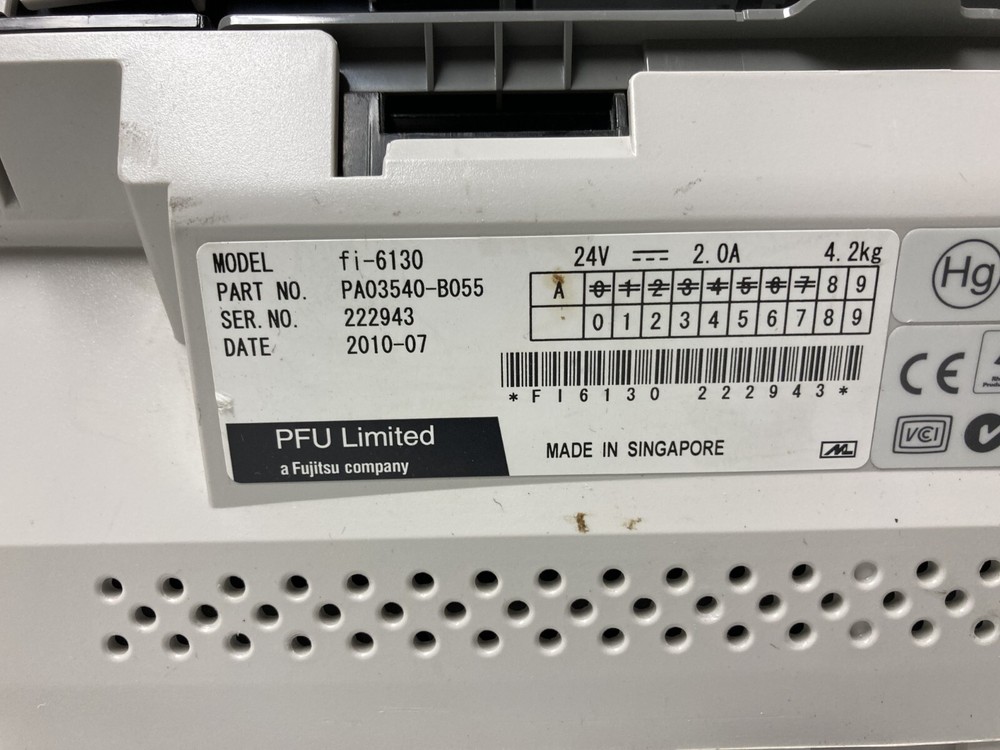 MODEL fi-6130 24V 2.0A 4.2kg
PART NO. PA03540-B055
SER. NO. 222943
DATE 2010-07
A 0 1 2 3 4 5 6 7 8 9
0 1 2 3 4 5 6 7 8 9
*FI6130 222943*
PFU Limited
a Fujitsu company
MADE IN SINGAPORE
Hg
CE
VCI